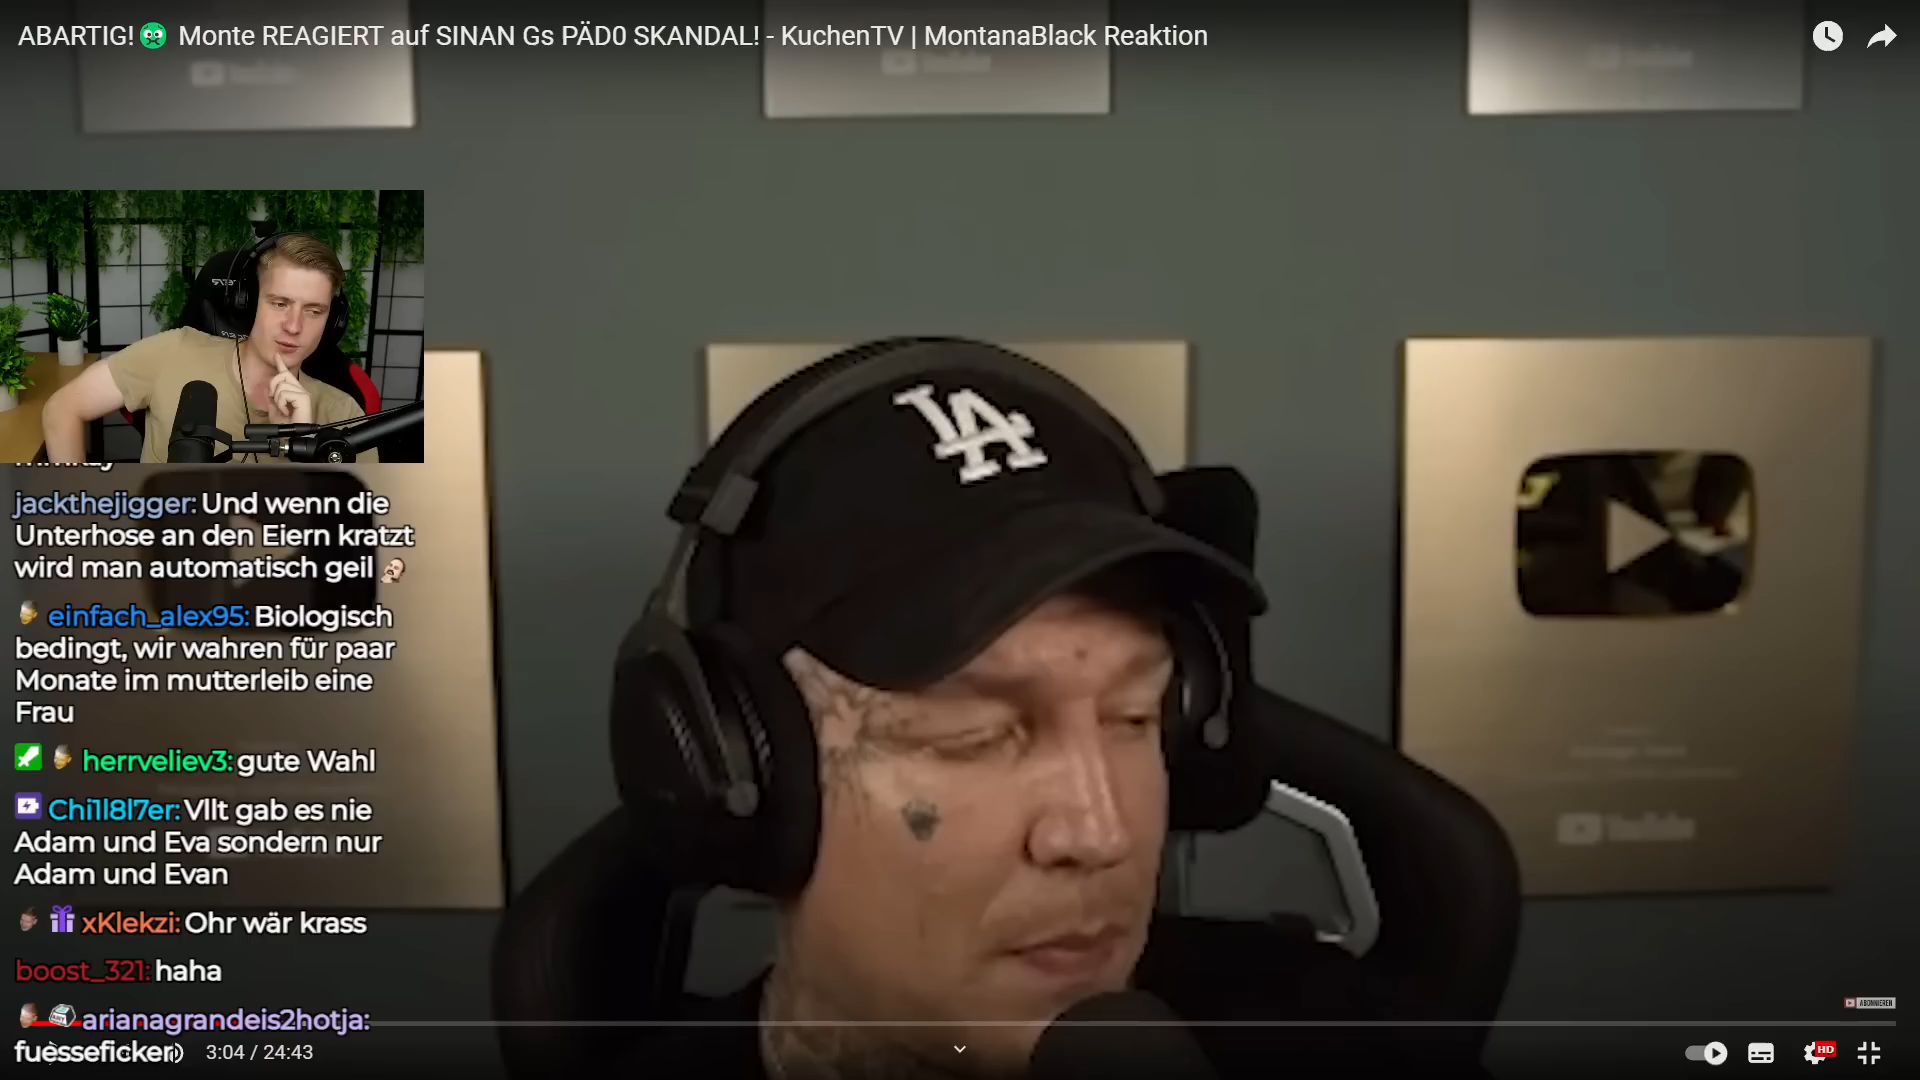 ABARTIG! Monte REAGIERT auf SINAN Gs PÄD0 SKANDAL! - KuchenTV | MontanaBlack Reaktion
LA
jackthejigger: Und wenn die
Unterhose an den Eiern kratzt
wird man automatisch geil
einfach_alex95: Biologisch
bedingt, wir wahren für paar
Monate im mutterleib eine
Frau
herrveliev3: gute Wahl
Chi1l8l7er: Vllt gab es nie
Adam und Eva sondern nur
Adam und Evan
xKlekzi: Ohr wär krass
boost_321: haha
arianagrandeis2hotja:
fuesseficken
3:04 / 24:43
ABONNIEREN
HD
YouTube